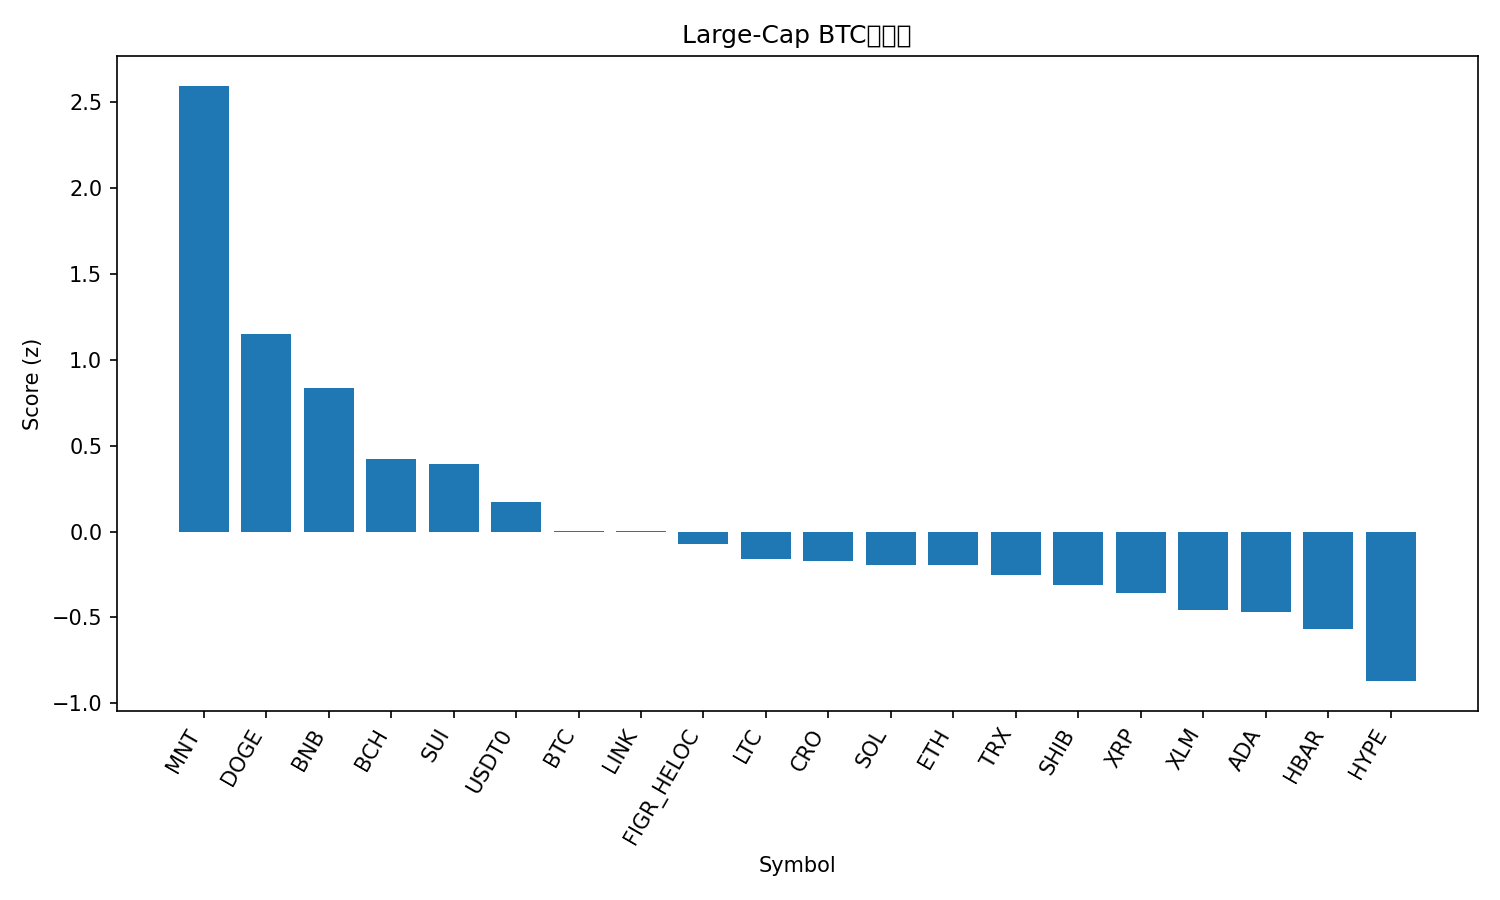 Large-Cap BTC
2.5
2.0
1.5
1.0
0.5
0.0
−0.5
−1.0
Score (z)
MNT
DOGE
BNB
BCH
SUI
USDT0
BTC
LINK
FIGR_HELOC
LTC
CRO
SOL
ETH
TRX
SHIB
XRP
XLM
ADA
HBAR
HYPE
Symbol